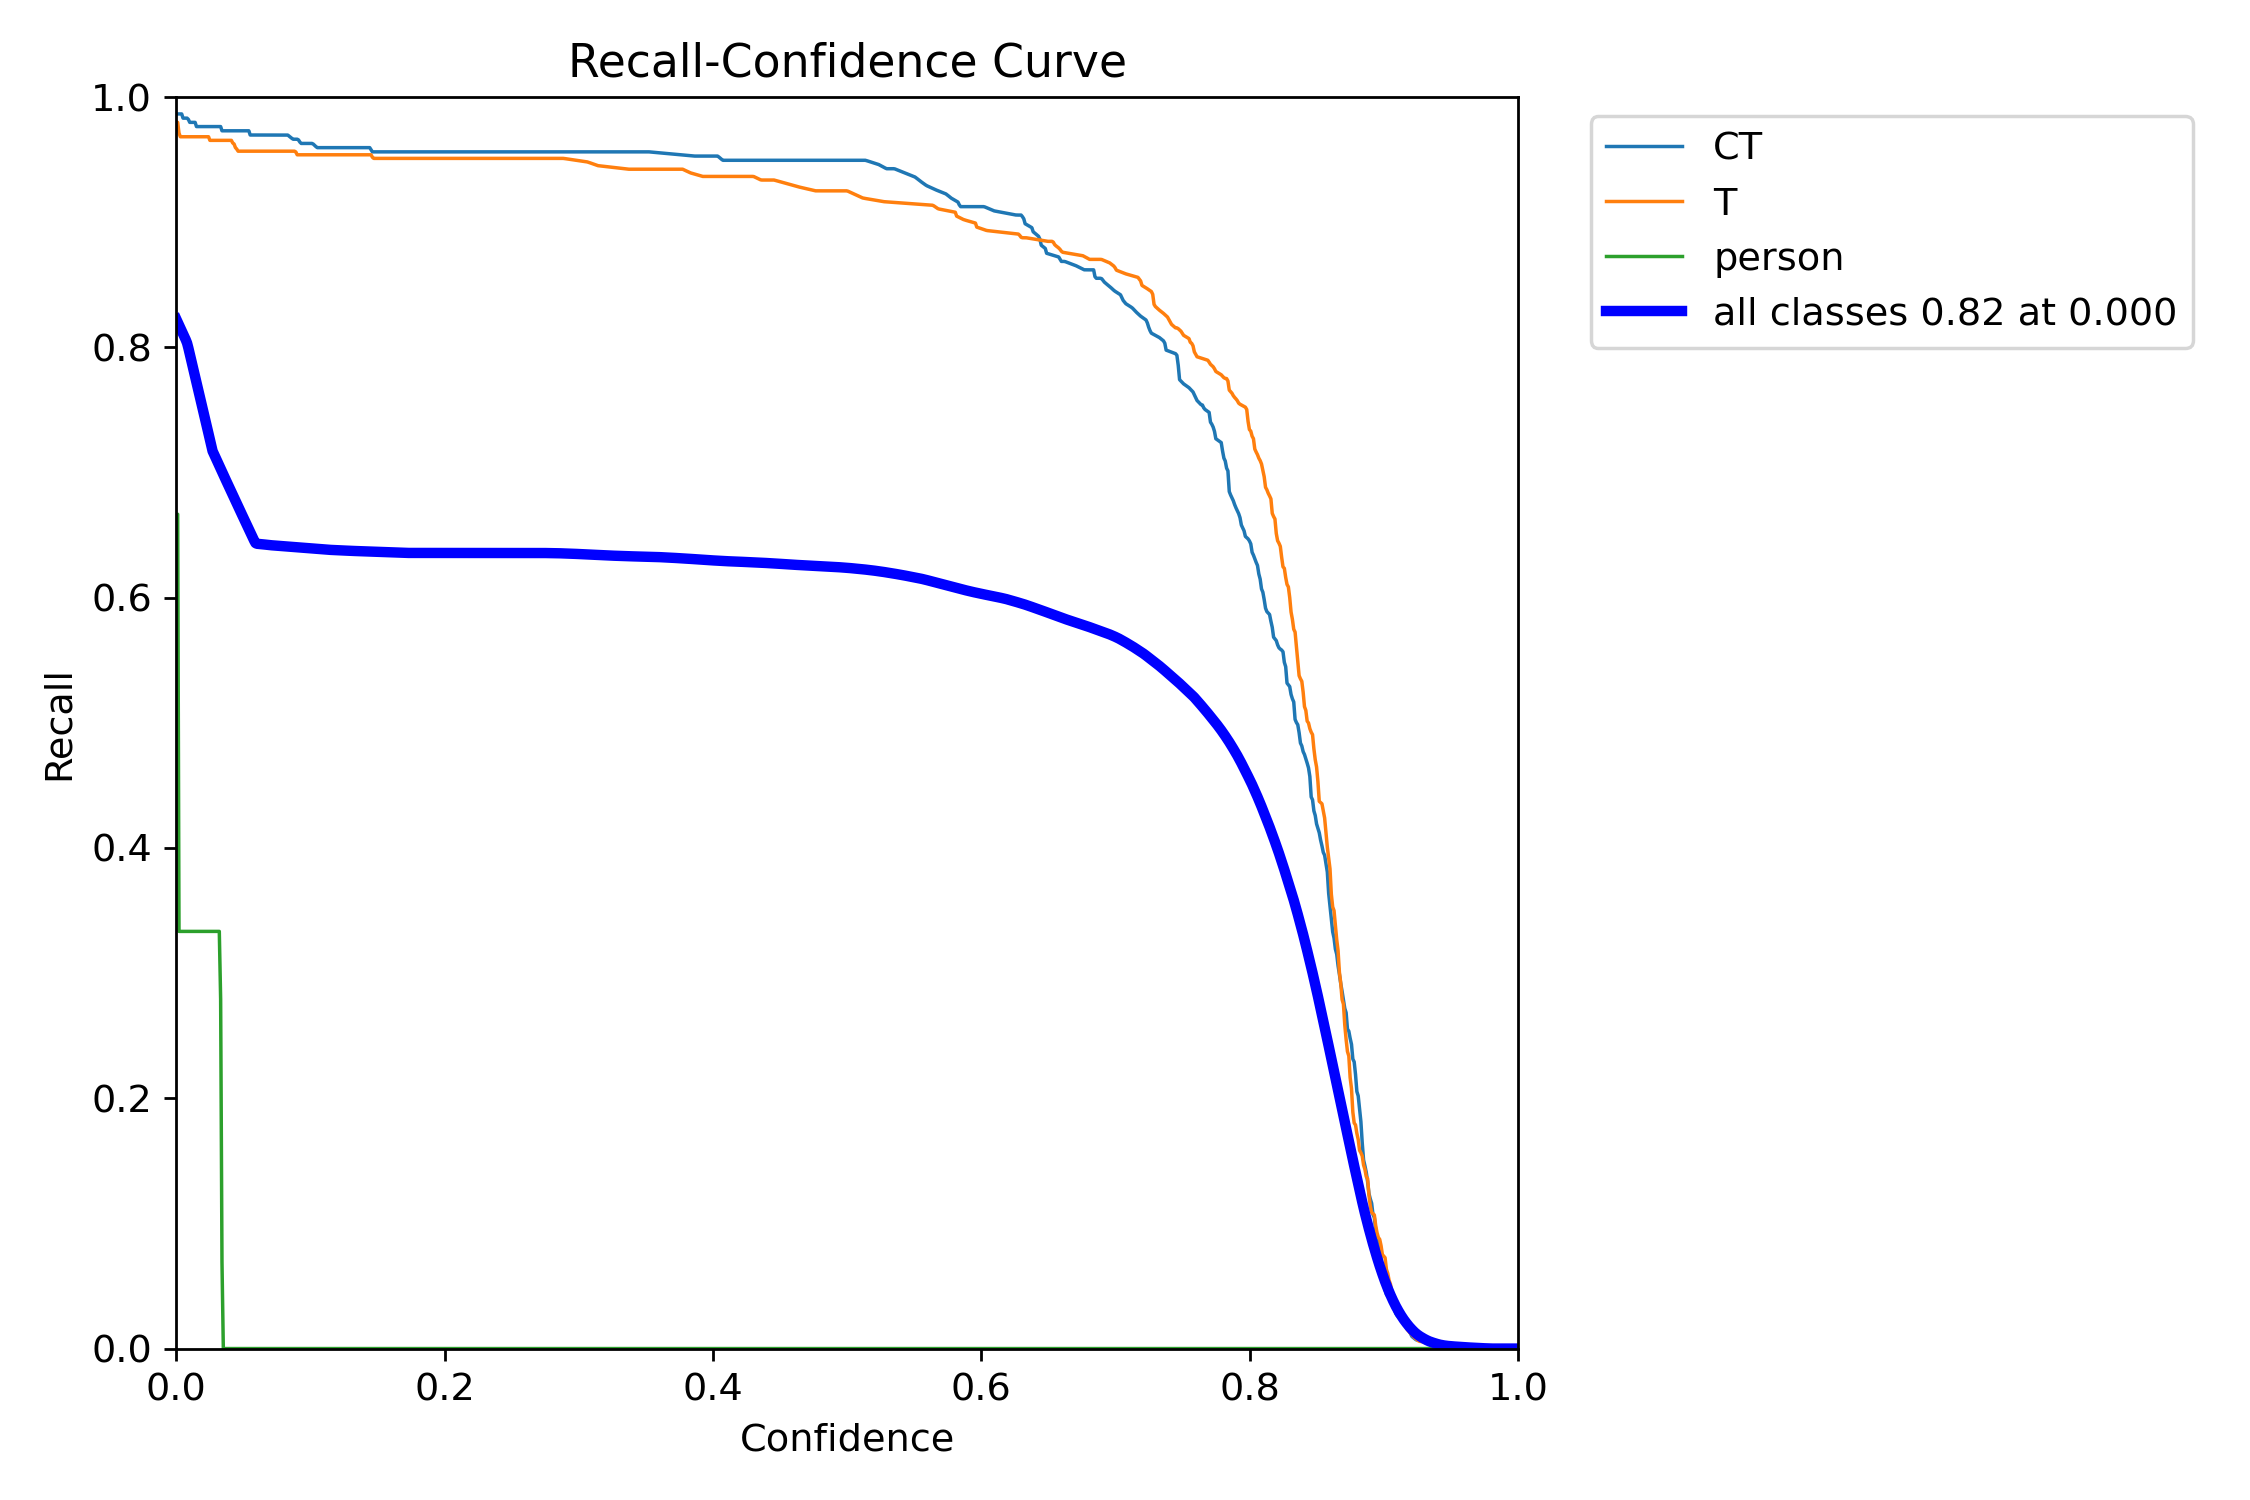 Recall-Confidence Curve
1.0
0.8
0.6
0.4
0.2
0.0
Recall
0.0 0.2 0.4 0.6 0.8 1.0
Confidence
CT
T
person
all classes 0.82 at 0.000